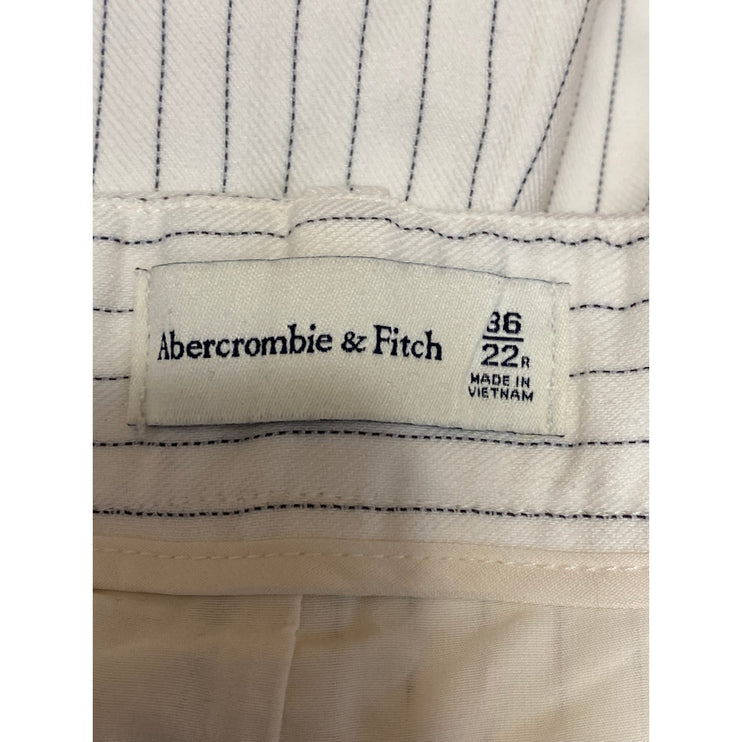 Abercrombie & Fitch
36
22R
MADE IN
VIETNAM